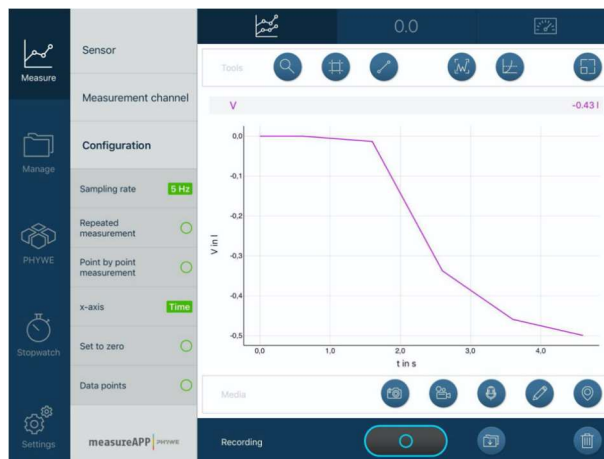 0.0
Measure
Manage
PHYWE
Stopwatch
Settings
Sensor
Measurement channel
Configuration
Sampling rate 5 Hz
Repeated
measurement
Point by point
measurement
x-axis Time
Set to zero
Data points
measureAPP PHYWE
Tools
V -0.43 l
V in l
0,0
-0,1
-0,2
-0,3
-0,4
-0,5
0,0 1,0 2,0 3,0 4,0
t in s
Media
Recording